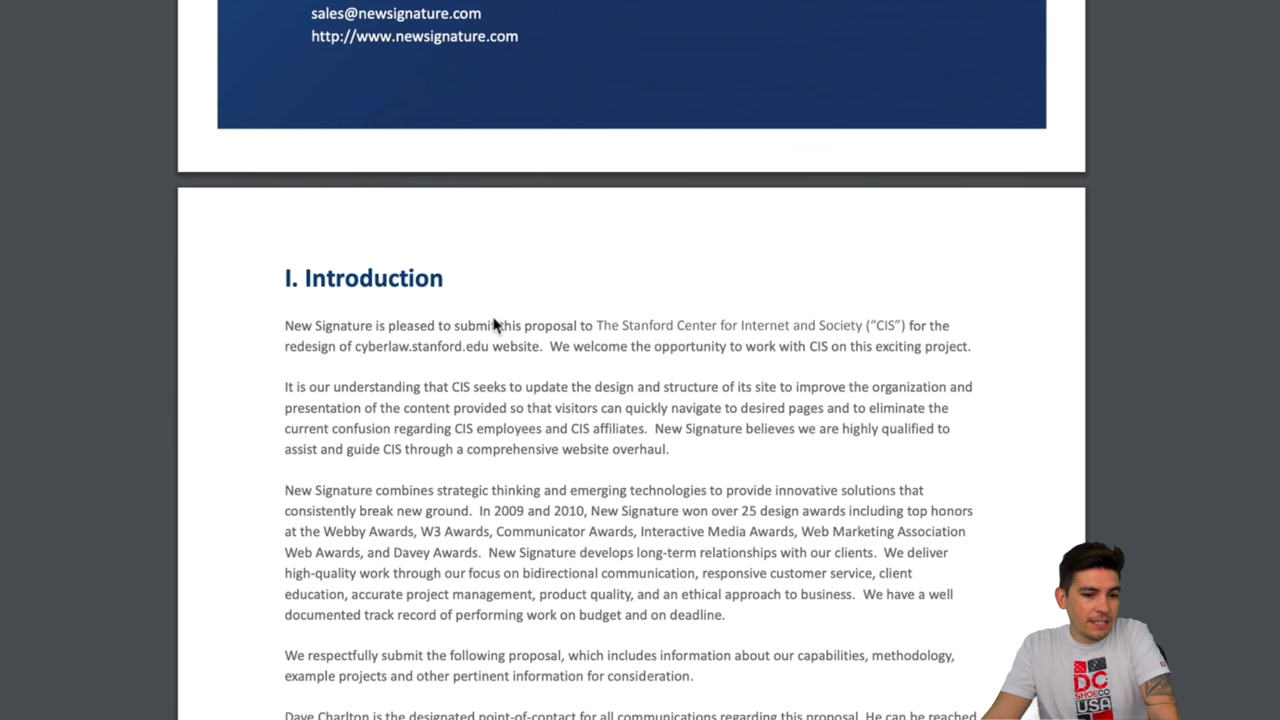 sales@newsignature.com
http://www.newsignature.com
I. Introduction
New Signature is pleased to submit this proposal to The Stanford Center for Internet and Society (“CIS”) for the
redesign of cyberlaw.stanford.edu website.  We welcome the opportunity to work with CIS on this exciting project.
It is our understanding that CIS seeks to update the design and structure of its site to improve the organization and
presentation of the content provided so that visitors can quickly navigate to desired pages and to eliminate the
current confusion regarding CIS employees and CIS affiliates.  New Signature believes we are highly qualified to
assist and guide CIS through a comprehensive website overhaul.
New Signature combines strategic thinking and emerging technologies to provide innovative solutions that
consistently break new ground.  In 2009 and 2010, New Signature won over 25 design awards including top honors
at the Webby Awards, W3 Awards, Communicator Awards, Interactive Media Awards, Web Marketing Association
Web Awards, and Davey Awards.  New Signature develops long-term relationships with our clients.  We deliver
high-quality work through our focus on bidirectional communication, responsive customer service, client
education, accurate project management, product quality, and an ethical approach to business.  We have a well
documented track record of performing work on budget and on deadline.
We respectfully submit the following proposal, which includes information about our capabilities, methodology,
example projects and other pertinent information for consideration.
Dave Charlton is the designated point-of-contact for all communications regarding this proposal. He can be reached
DC
SHOECO
USA